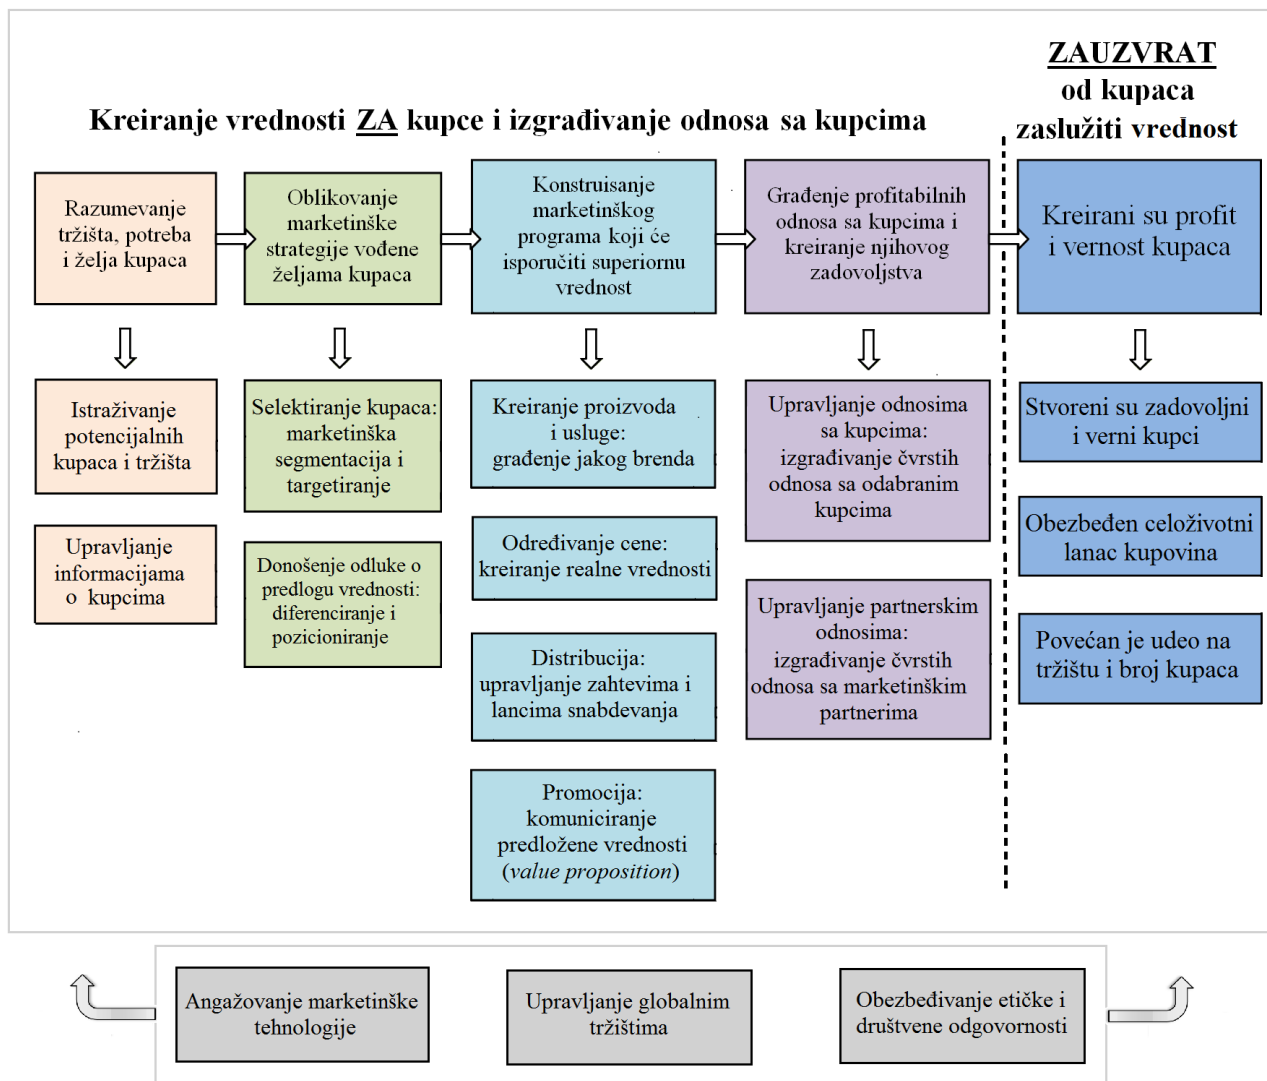 Kreiranje vrednosti ZA kupce i izgrađivanje odnosa sa kupcima
ZAUZVRAT
od kupaca
zaslužiti vrednost
Razumevanje
tržišta, potreba
i želja kupaca
Oblikovanje
marketinške
strategije vođene
željama kupaca
Konstruisanje
marketinškog
programa koji će
isporučiti superiornu
vrednost
Građenje profitabilnih
odnosa sa kupcima i
kreiranje njihovog
zadovoljstva
Kreirani su profit
i vernost kupaca
Istraživanje
potencijalnih
kupaca i tržišta
Upravljanje
informacijama
o kupcima
Selektiranje kupaca:
marketinška
segmentacija i
targetiranje
Donošenje odluke o
predlogu vrednosti:
diferenciranje i
pozicioniranje
Kreiranje proizvoda
i usluge:
građenje jakog brenda
Određivanje cene:
kreiranje realne vrednosti
Distribucija:
upravljanje zahtevima i
lancima snabdevanja
Promocija:
komuniciranje
predložene vrednosti
(value proposition)
Upravljanje odnosima
sa kupcima:
izgrađivanje čvrstih
odnosa sa odabranim
kupcima
Upravljanje partnerskim
odnosima:
izgrađivanje čvrstih
odnosa sa marketinškim
partnerima
Stvoreni su zadovoljni
i verni kupci
Obezbeđen celoživotni
lanac kupovina
Povećan je udeo na
tržištu i broj kupaca
Angažovanje marketinške
tehnologije
Upravljanje globalnim
tržištima
Obezbeđivanje etičke i
društvene odgovornosti